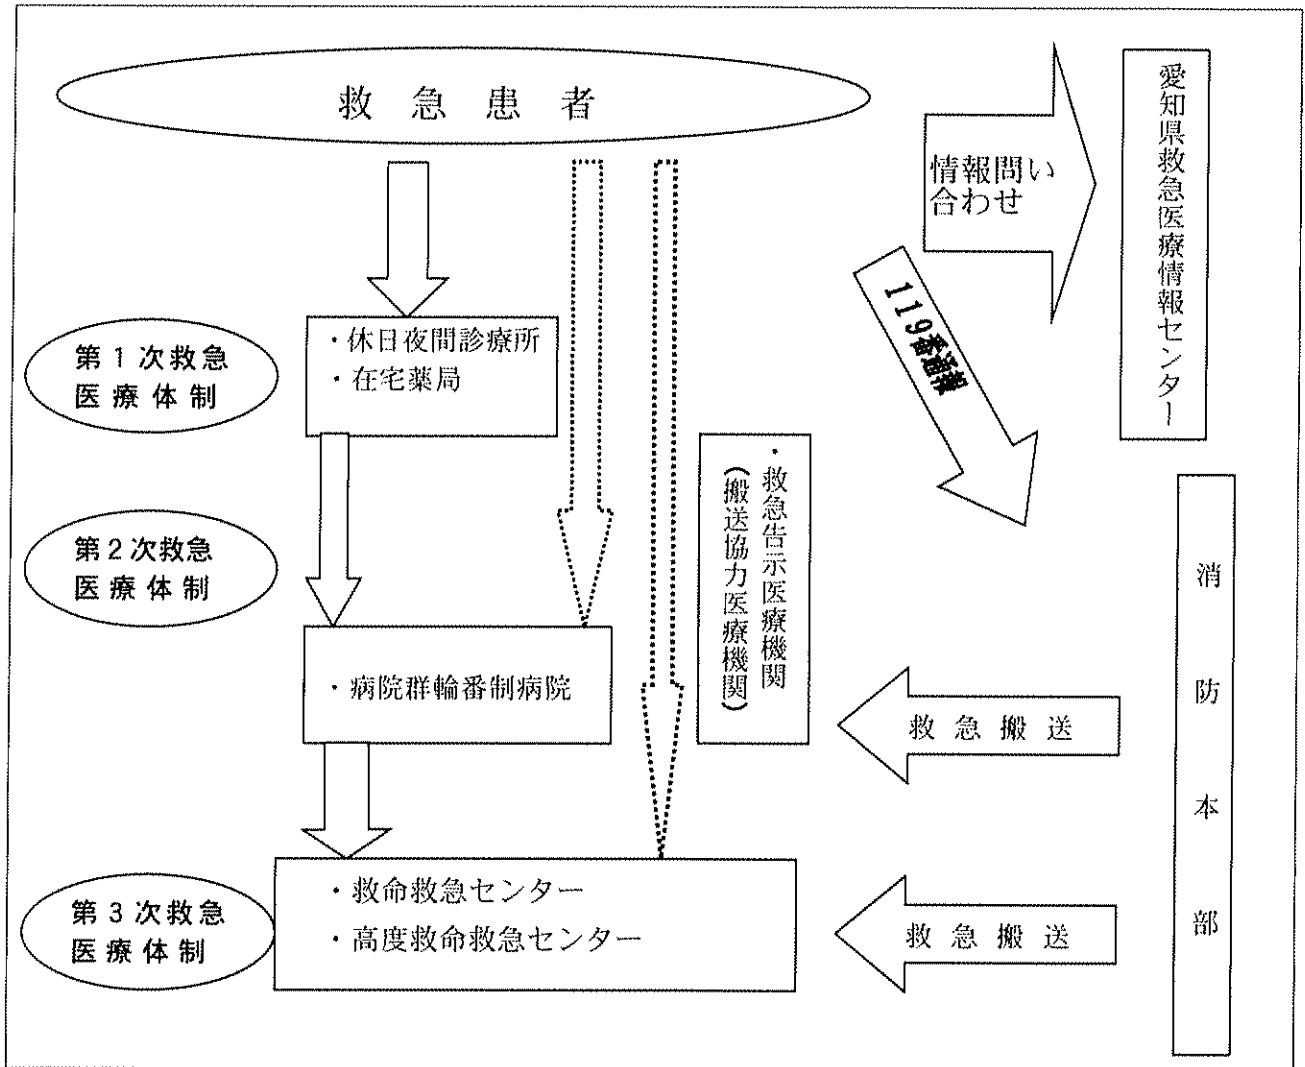 救急患者
情報問い
合わせ
愛知県救急医療情報センター
119番通報
第1次救急
医療体制
・休日夜間診療所
・在宅薬局
・救急告示医療機関
(搬送協力医療機関)
第2次救急
医療体制
・病院群輪番制病院
消防本部
救急搬送
第3次救急
医療体制
・救命救急センター
・高度救命救急センター
救急搬送